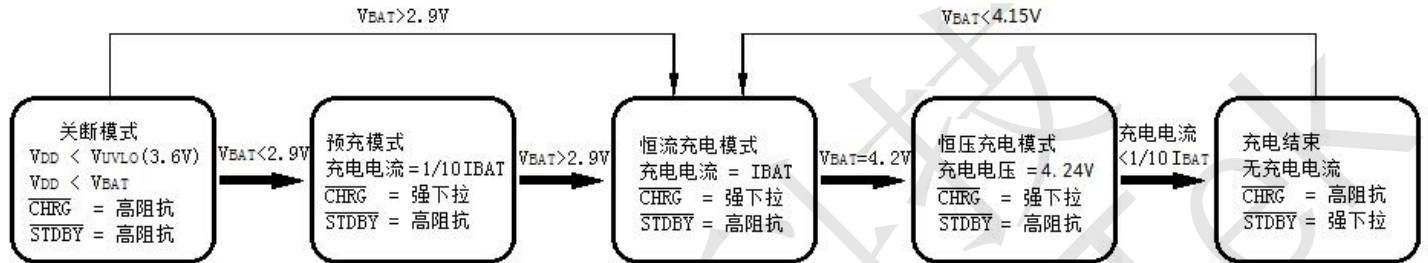 VBAT>2.9V
VBAT<4.15V
关断模式
VDD < VUVLO(3.6V)
VDD < VBAT
CHRG = 高阻抗
STDBY = 高阻抗
VBAT<2.9V
预充模式
充电电流=1/10IBAT
CHRG = 强下拉
STDBY = 高阻抗
VBAT>2.9V
恒流充电模式
充电电流 = IBAT
CHRG = 强下拉
STDBY = 高阻抗
VBAT=4.2V
恒压充电模式
充电电压 =4.24V
CHRG = 强下拉
STDBY = 高阻抗
充电电流
<1/10 IBAT
充电结束
无充电电流
CHRG = 高阻抗
STDBY = 强下拉